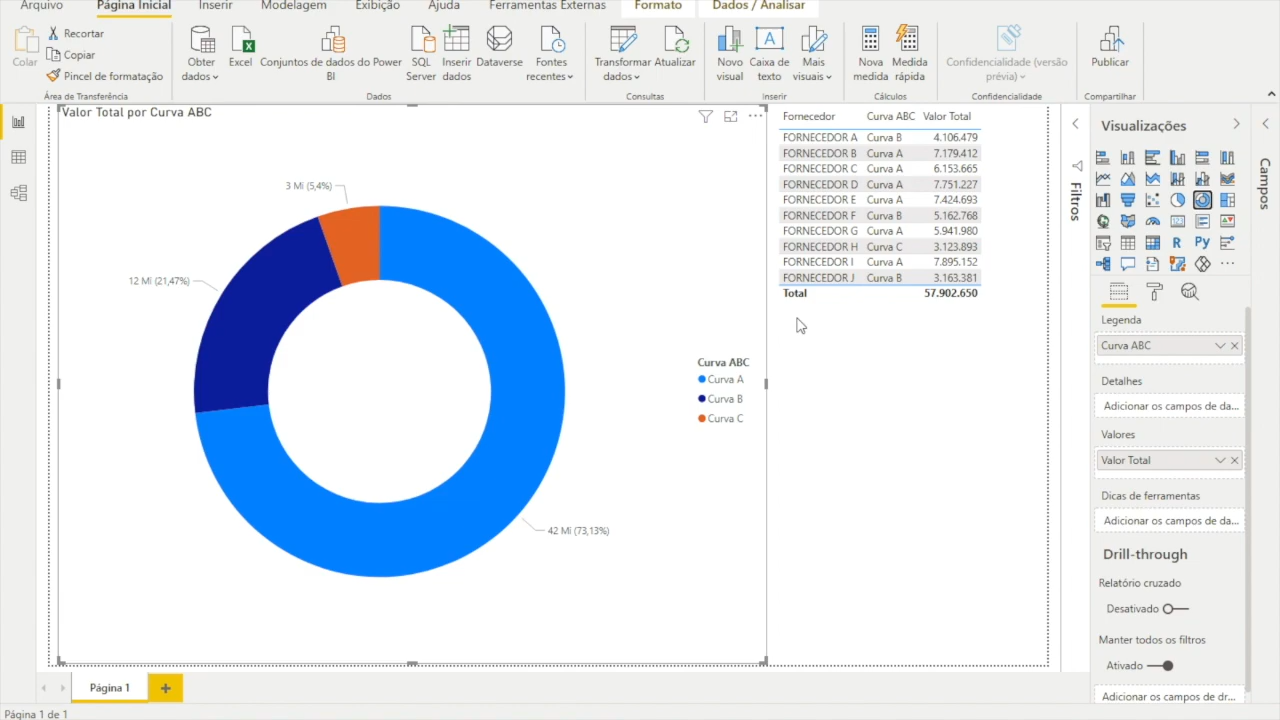 Arquivo Página Inicial Inserir Modelagem Exibição Ajuda Ferramentas Externas Formato Dados / Analisar
Colar
Recortar
Copiar
Pincel de formatação
Área de Transferência
Obter dados
Excel
Conjuntos de dados do Power BI
SQL Server
Inserir dados
Dataverse
Fontes recentes
Dados
Transformar dados
Atualizar
Consultas
Novo visual
A
Caixa de texto
Mais visuais
Inserir
Nova medida
Medida rápida
Cálculos
Confidencialidade (versão prévia)
Confidencialidade
Publicar
Compartilhar
Valor Total por Curva ABC
3 Mi (5,4%)
12 Mi (21,47%)
42 Mi (73,13%)
Curva ABC
Curva A
Curva B
Curva C
Fornecedor Curva ABC Valor Total
FORNECEDOR A Curva B 4.106.479
FORNECEDOR B Curva A 7.179.412
FORNECEDOR C Curva A 6.153.665
FORNECEDOR D Curva A 7.751.227
FORNECEDOR E Curva A 7.424.693
FORNECEDOR F Curva B 5.162.768
FORNECEDOR G Curva A 5.941.980
FORNECEDOR H Curva C 3.123.893
FORNECEDOR I Curva A 7.895.152
FORNECEDOR J Curva B 3.163.381
Total 57.902.650
Filtros
Visualizações
R Py
Legenda
Curva ABC
Detalhes
Adicionar os campos de da...
Valores
Valor Total
Dicas de ferramentas
Adicionar os campos de da...
Drill-through
Relatório cruzado
Desativado
Manter todos os filtros
Ativado
Adicionar os campos de dr...
Campos
Página 1
Página 1 de 1